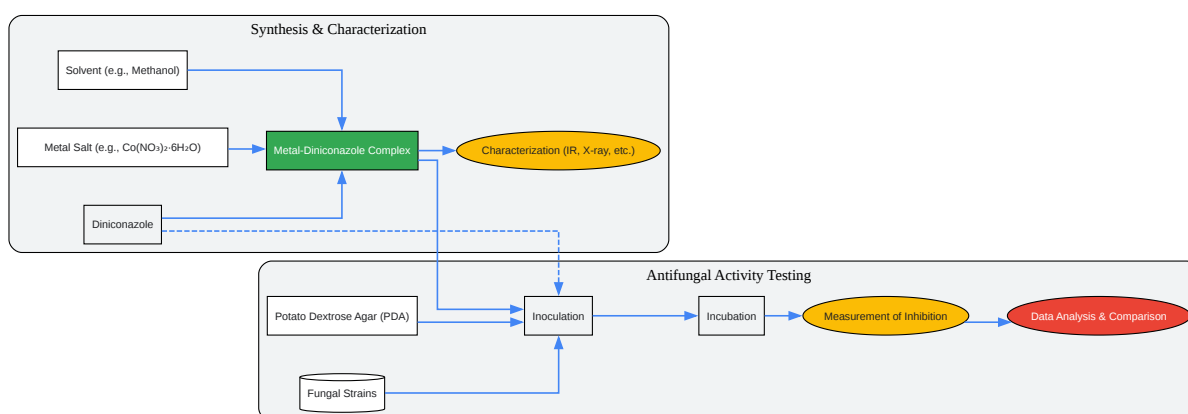 Synthesis & Characterization
Solvent (e.g., Methanol)
Metal Salt (e.g., Co(NO₃)₂·6H₂O)
Metal-Diniconazole Complex
Characterization (IR, X-ray, etc.)
Diniconazole
Antifungal Activity Testing
Potato Dextrose Agar (PDA)
Inoculation
Incubation
Measurement of Inhibition
Data Analysis & Comparison
Fungal Strains